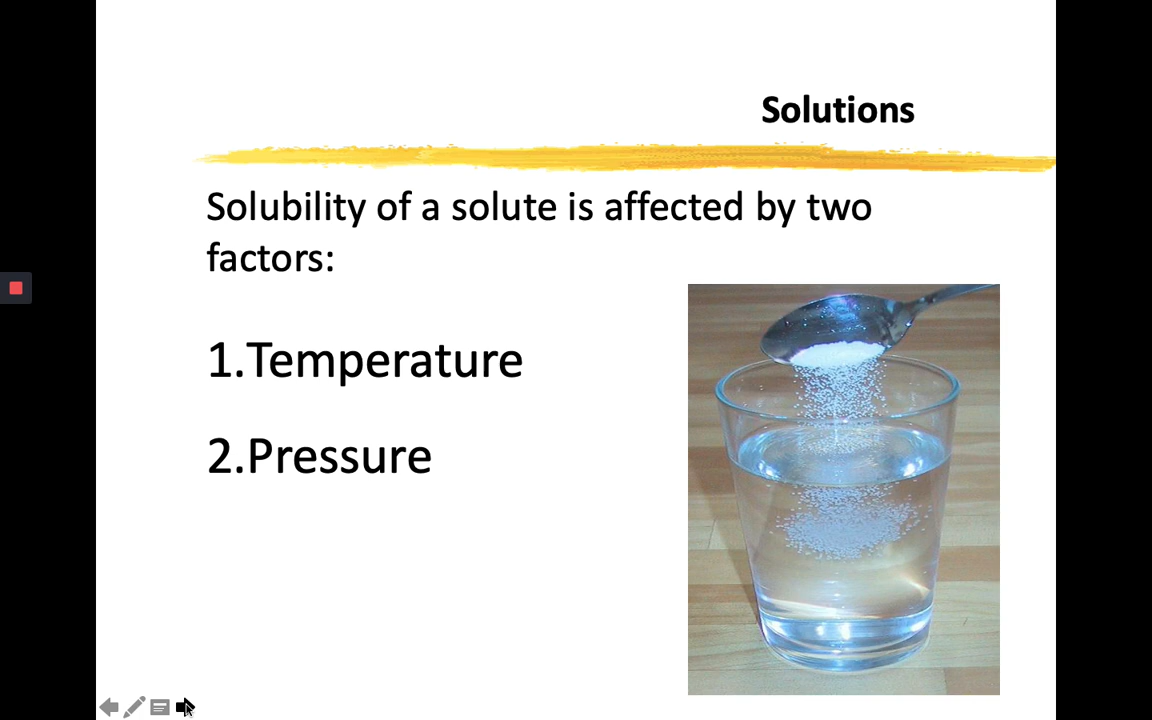 Solutions
Solubility of a solute is affected by two
factors:
1.Temperature
2.Pressure